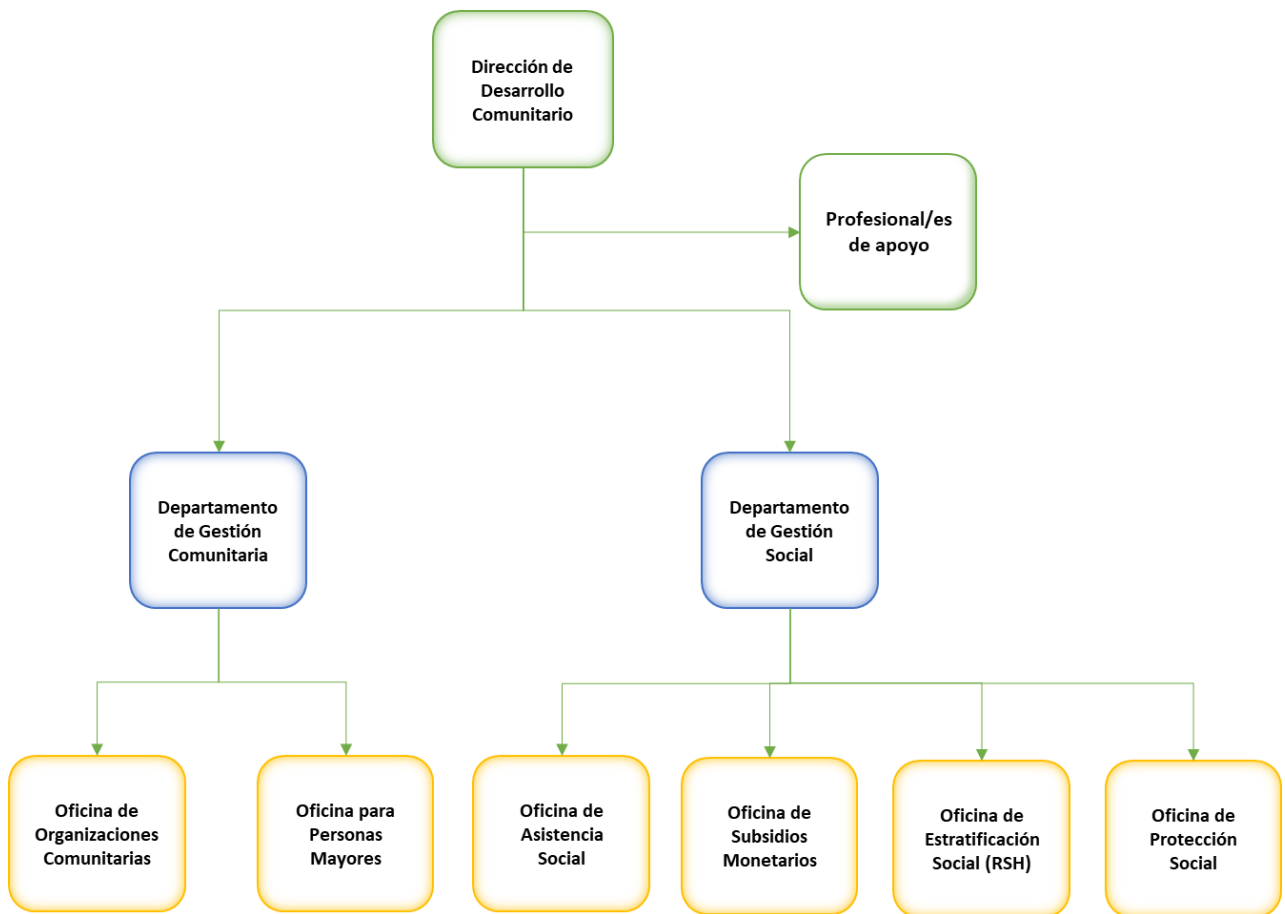 Dirección de
Desarrollo
Comunitario
Profesional/es
de apoyo
Departamento
de Gestión
Comunitaria
Departamento
de Gestión
Social
Oficina de
Organizaciones
Comunitarias
Oficina para
Personas
Mayores
Oficina de
Asistencia
Social
Oficina de
Subsidios
Monetarios
Oficina de
Estratificación
Social (RSH)
Oficina de
Protección
Social